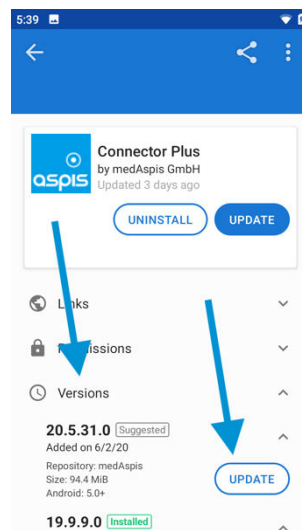 5:39
aspis
Connector Plus
by medAspis GmbH
Updated 3 days ago
UNINSTALL
UPDATE
Links
Permissions
Versions
20.5.31.0 Suggested
Added on 6/2/20
Repository: medAspis
Size: 94.4 MiB
Android: 5.0+
UPDATE
19.9.9.0 Installed